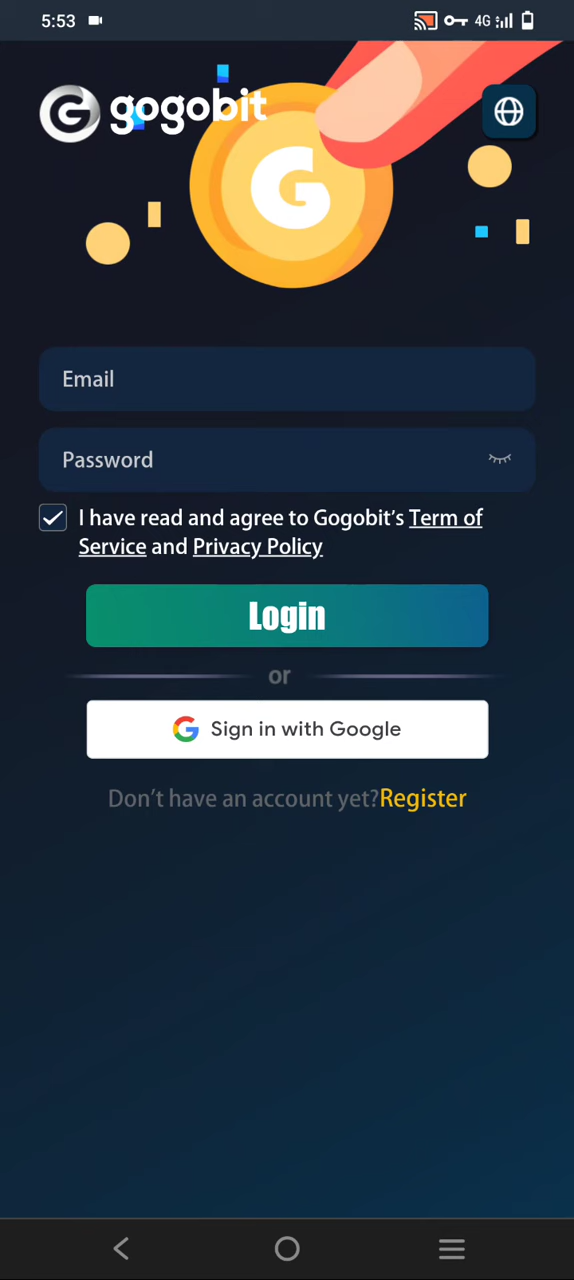 5:53
4G
gogobit
G
Email
Password
I have read and agree to Gogobit's Term of
Service and Privacy Policy
Login
or
Sign in with Google
Don't have an account yet?Register